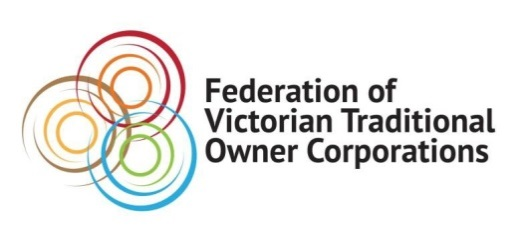 Federation of
Victorian Traditional
Owner Corporations